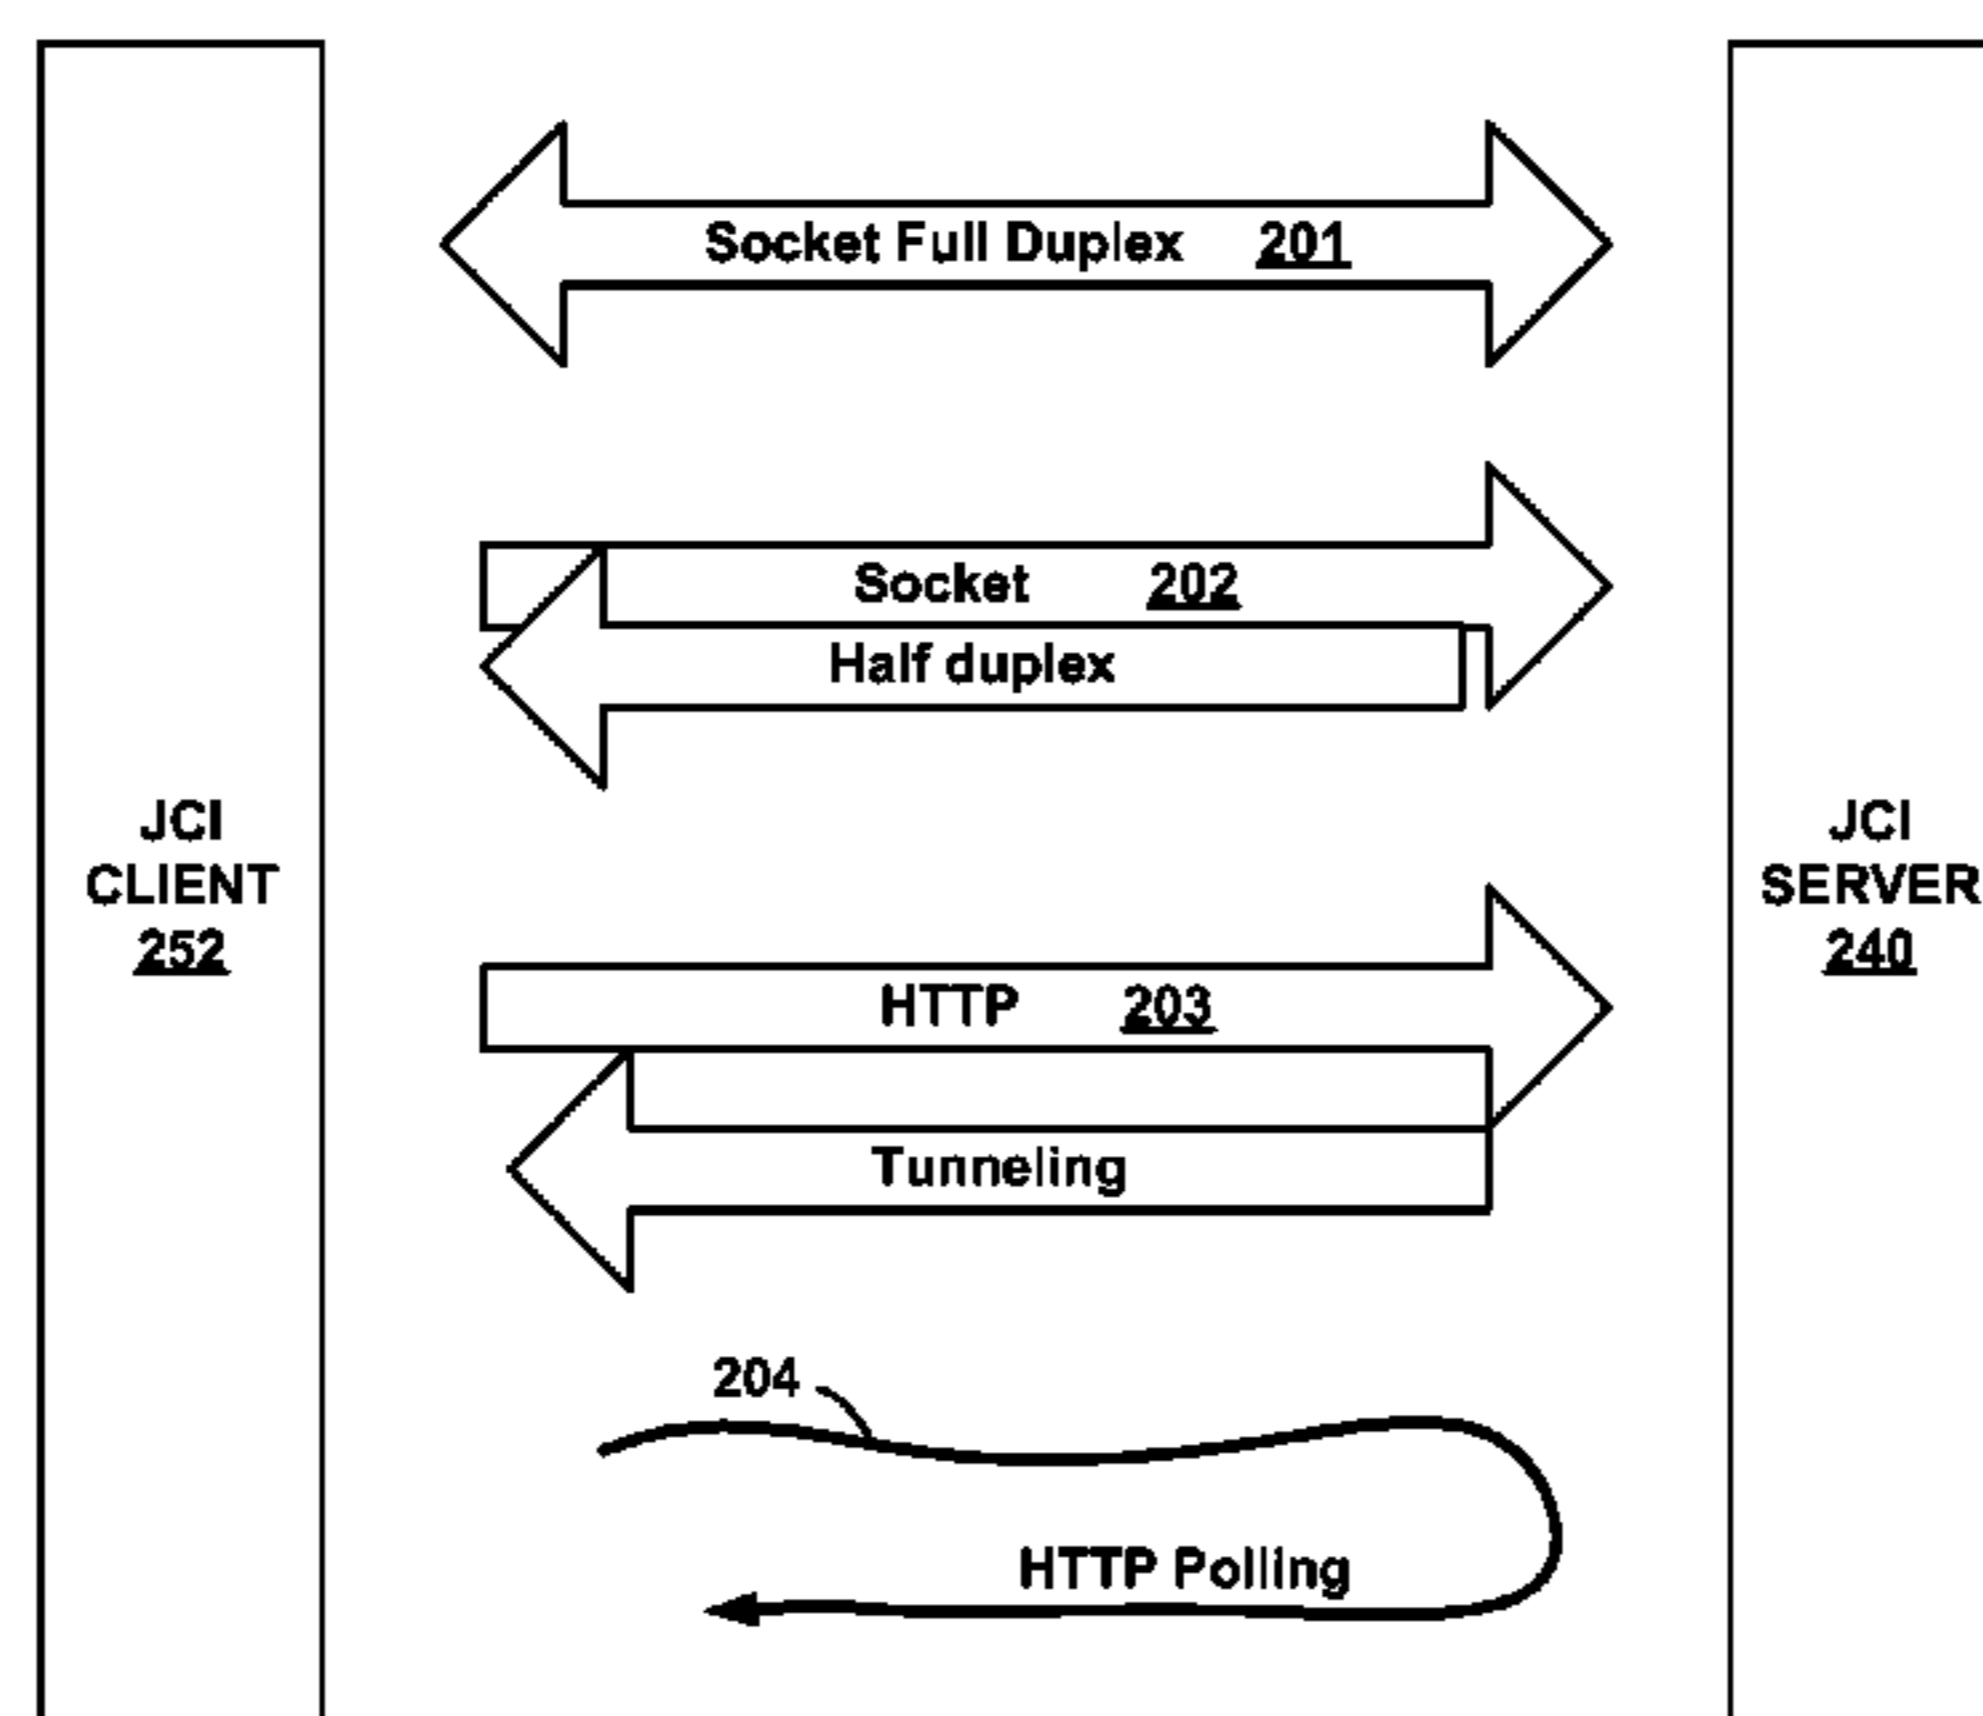 Socket Full Duplex 201
Socket 202
Half duplex
JCI
CLIENT
252
JCI
SERVER
240
HTTP 203
Tunneling
204
HTTP Polling